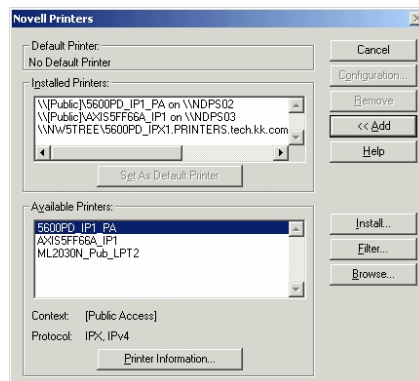 Novell Printers
Default Printer:
No Default Printer
Installed Printers:
\\[Public]\5600PD_IP1_PA on \\NDPS02
\\[Public]\AXIS5FF66A_IP1 on \\NDPS03
\\NW5TREE\5600PD_IPX1.PRINTERS.tech.kk.com
Set As Default Printer
Available Printers:
5600PD_IP1_PA
AXIS5FF66A_IP1
ML2030N_Pub_LPT2
Context: [Public Access]
Protocol: IPX, IPv4
Printer Information...
Cancel
Configuration...
Remove
<< Add
Help
Install...
Filter...
Browse...